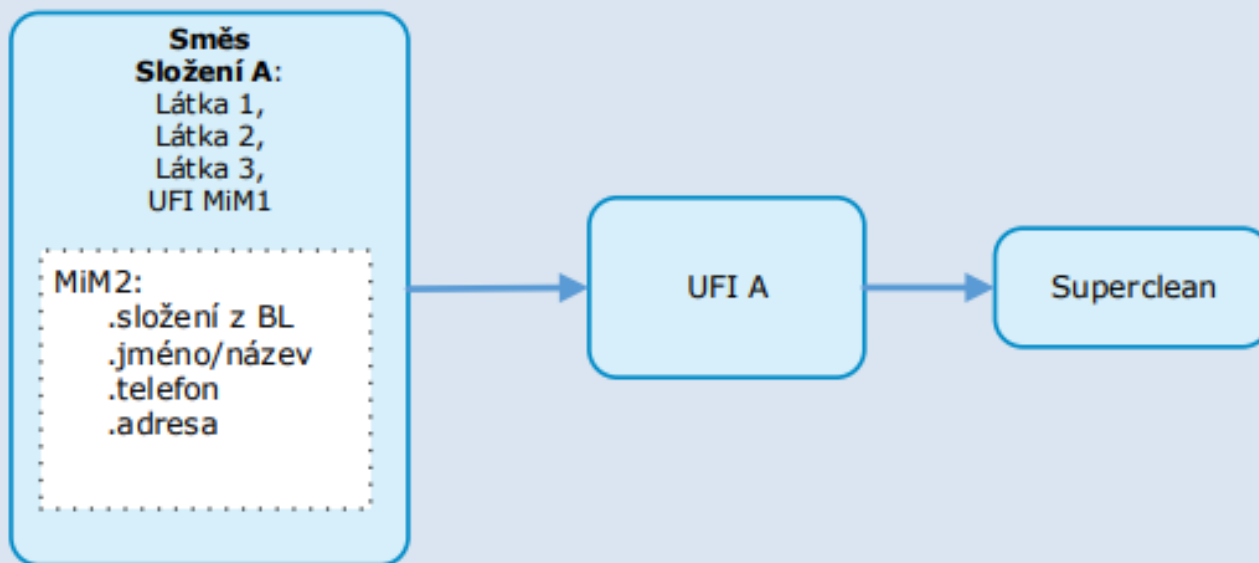 Směs
Složení A:
Látka 1,
Látka 2,
Látka 3,
UFI MiM1
MiM2:
.složení z BL
.jméno/název
.telefon
.adresa
UFI A
Superclean